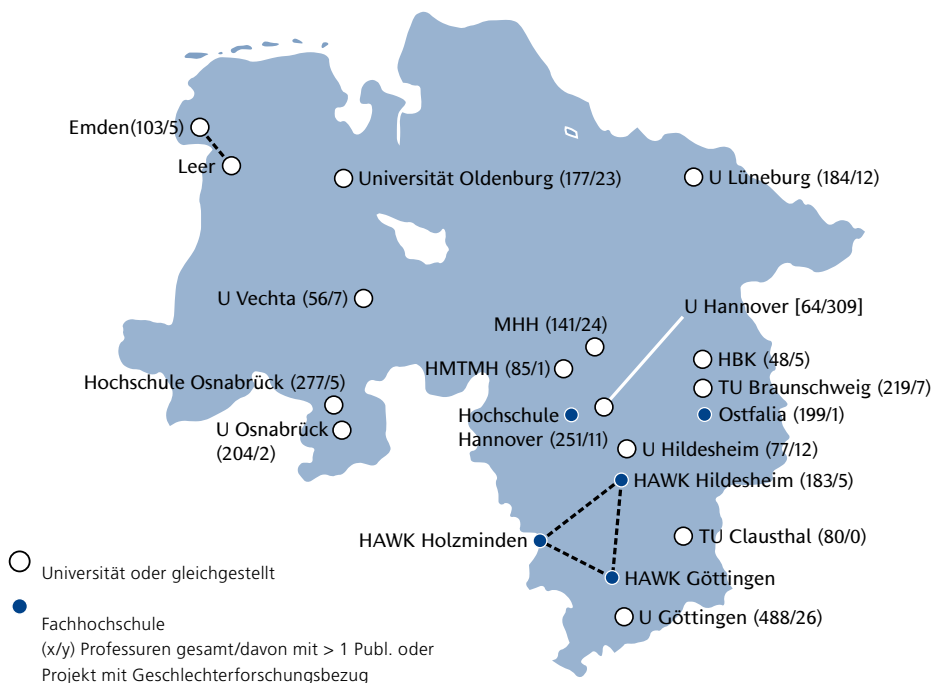 Emden(103/5)
Leer
Universität Oldenburg (177/23)
U Lüneburg (184/12)
U Vechta (56/7)
U Hannover [64/309]
MHH (141/24)
HMTMH (85/1)
HBK (48/5)
Hochschule Osnabrück (277/5)
TU Braunschweig (219/7)
Hochschule
Hannover (251/11)
Ostfalia (199/1)
U Osnabrück
(204/2)
U Hildesheim (77/12)
HAWK Hildesheim (183/5)
HAWK Holzminden
TU Clausthal (80/0)
HAWK Göttingen
U Göttingen (488/26)
Universität oder gleichgestellt
Fachhochschule
(x/y) Professuren gesamt/davon mit > 1 Publ. oder
Projekt mit Geschlechterforschungsbezug